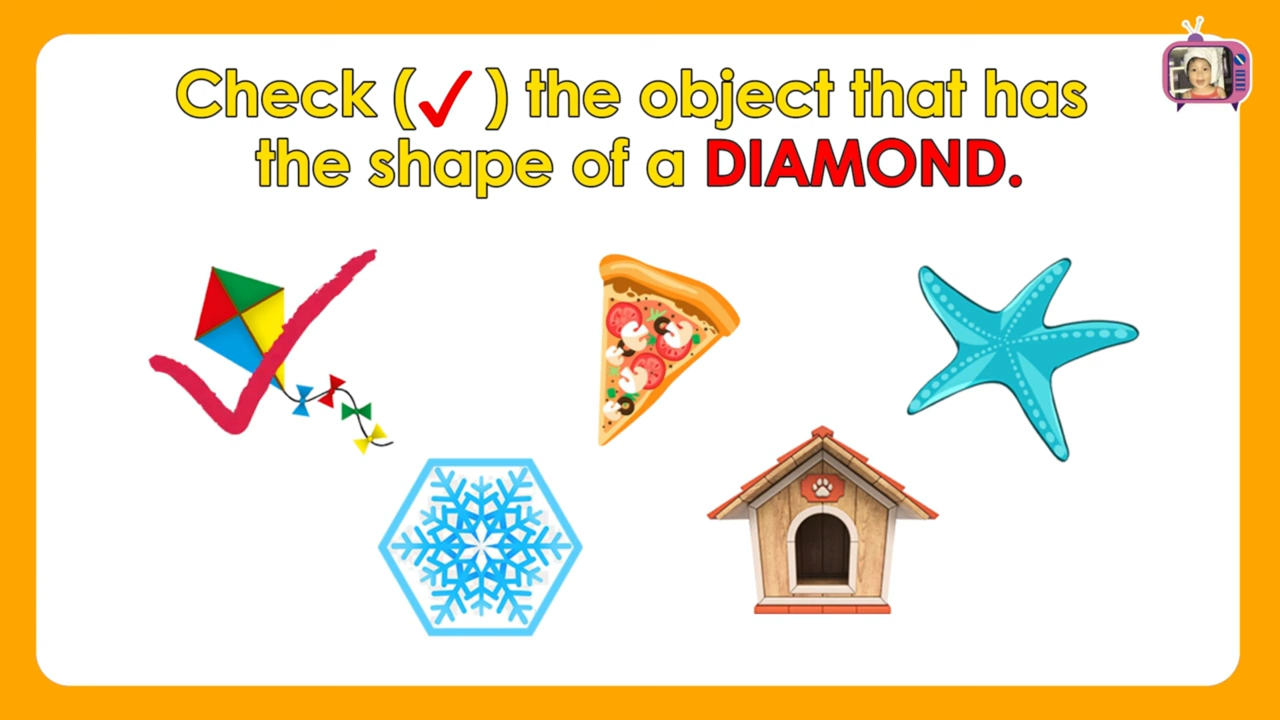 Check (✓) the object that has
the shape of a DIAMOND.